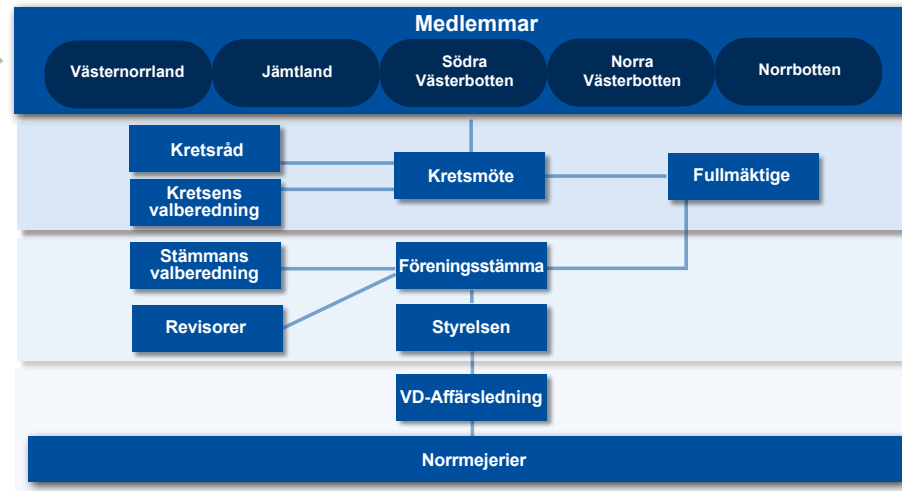 Medlemmar
Västernorrland
Jämtland
Södra
Västerbotten
Norra
Västerbotten
Norrbotten
Kretsråd
Kretsmöte
Fullmäktige
Kretsens
valberedning
Stämmans
valberedning
Föreningsstämma
Revisorer
Styrelsen
VD-Affärsledning
Norrmejerier